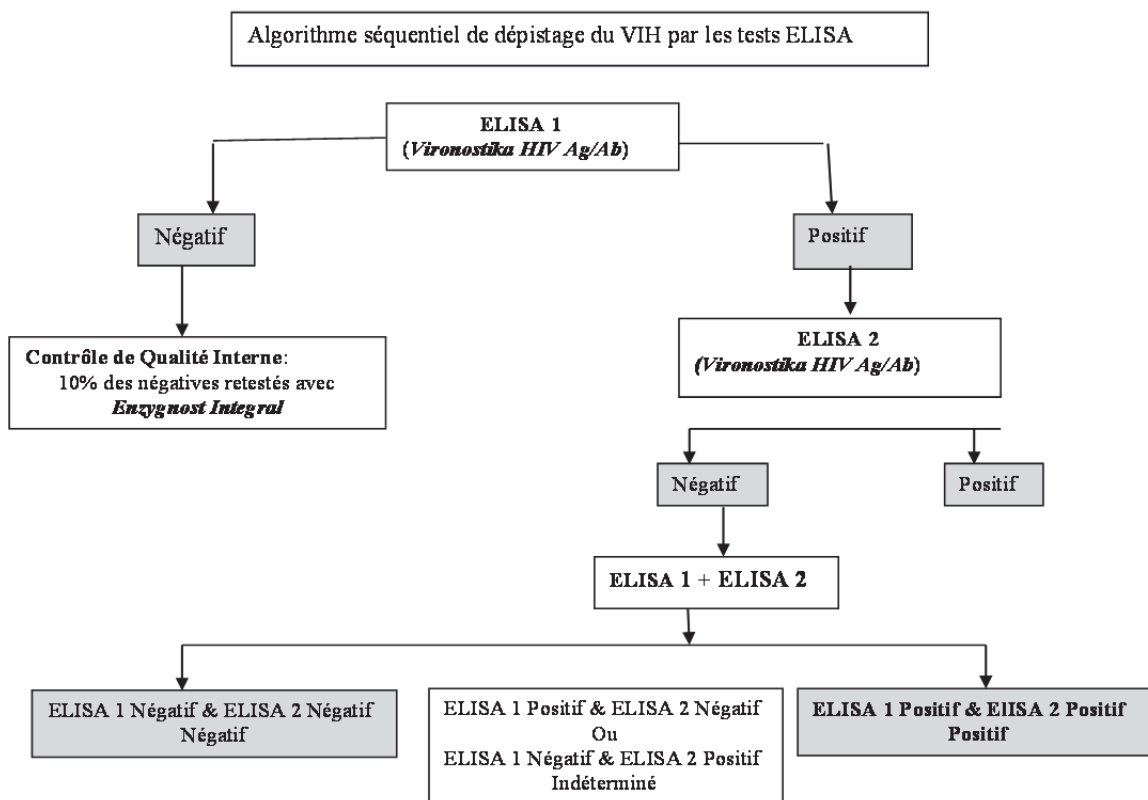 Algorithme séquentiel de dépistage du VIH par les tests ELISA
ELISA 1
(Vironostika HIV Ag/Ab)
Négatif
Positif
Contrôle de Qualité Interne:
10% des négatives retestés avec
Enzygnost Integral
ELISA 2
(Vironostika HIV Ag/Ab)
Négatif
Positif
ELISA 1 + ELISA 2
ELISA 1 Négatif & ELISA 2 Négatif
Négatif
ELISA 1 Positif & ELISA 2 Négatif
Ou
ELISA 1 Négatif & ELISA 2 Positif
Indéterminé
ELISA 1 Positif & ElISA 2 Positif
Positif